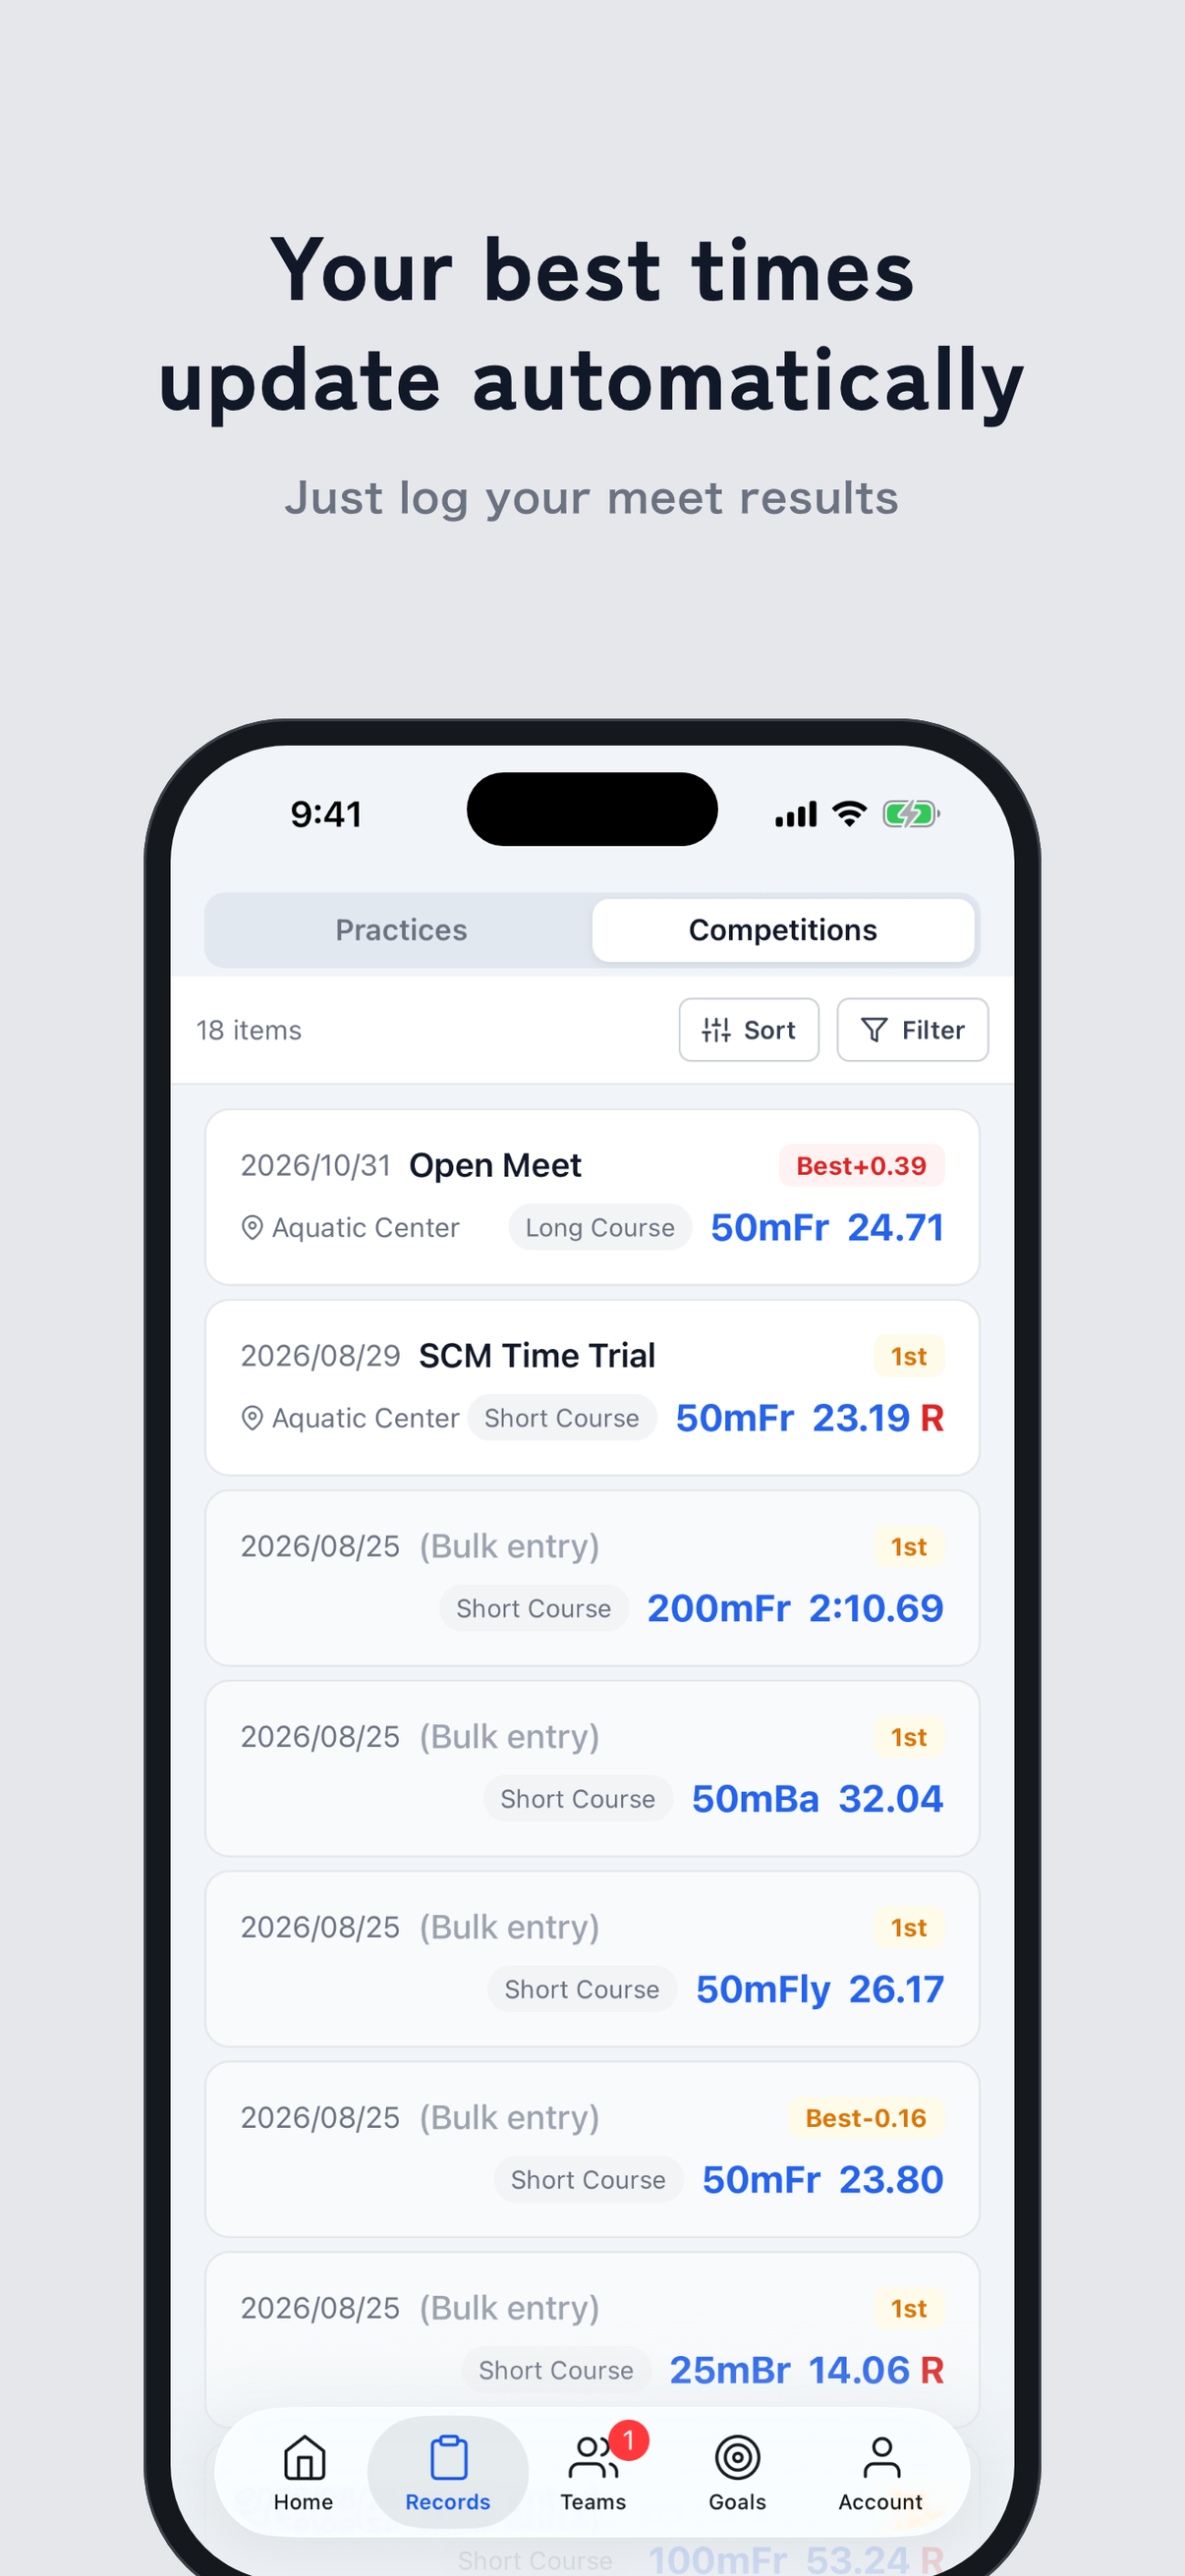 Your best times
update automatically
Just log your meet results
9:41
Practices Competitions
18 items Sort Filter
2026/10/31 Open Meet Best+0.39
Aquatic Center Long Course 50mFr 24.71
2026/08/29 SCM Time Trial 1st
Aquatic Center Short Course 50mFr 23.19 R
2026/08/25 (Bulk entry) 1st
Short Course 200mFr 2:10.69
2026/08/25 (Bulk entry) 1st
Short Course 50mBa 32.04
2026/08/25 (Bulk entry) 1st
Short Course 50mFly 26.17
2026/08/25 (Bulk entry) Best-0.16
Short Course 50mFr 23.80
2026/08/25 (Bulk entry) 1st
Short Course 25mBr 14.06 R
1
Home Records Teams Goals Account
Short Course 100mFr 53.24 R